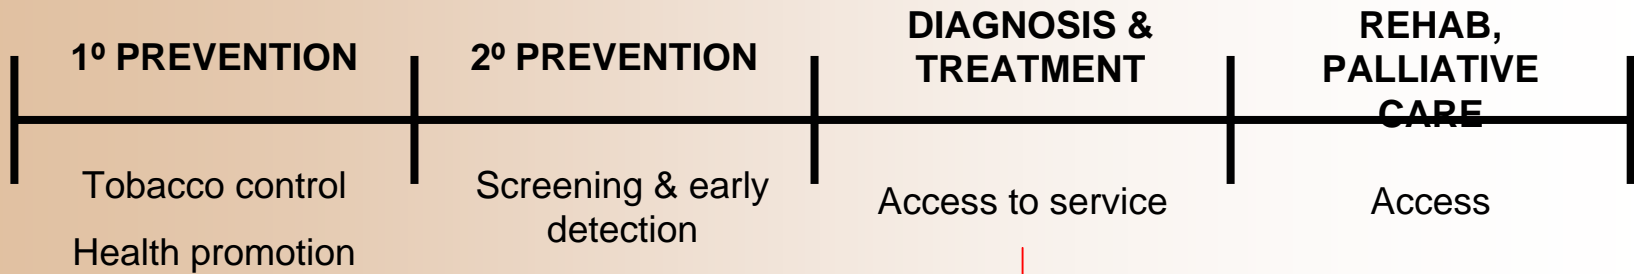 1º PREVENTION
2º PREVENTION
DIAGNOSIS &
TREATMENT
REHAB,
PALLIATIVE
CARE
Tobacco control
Health promotion
Screening & early
detection
Access to service
Access